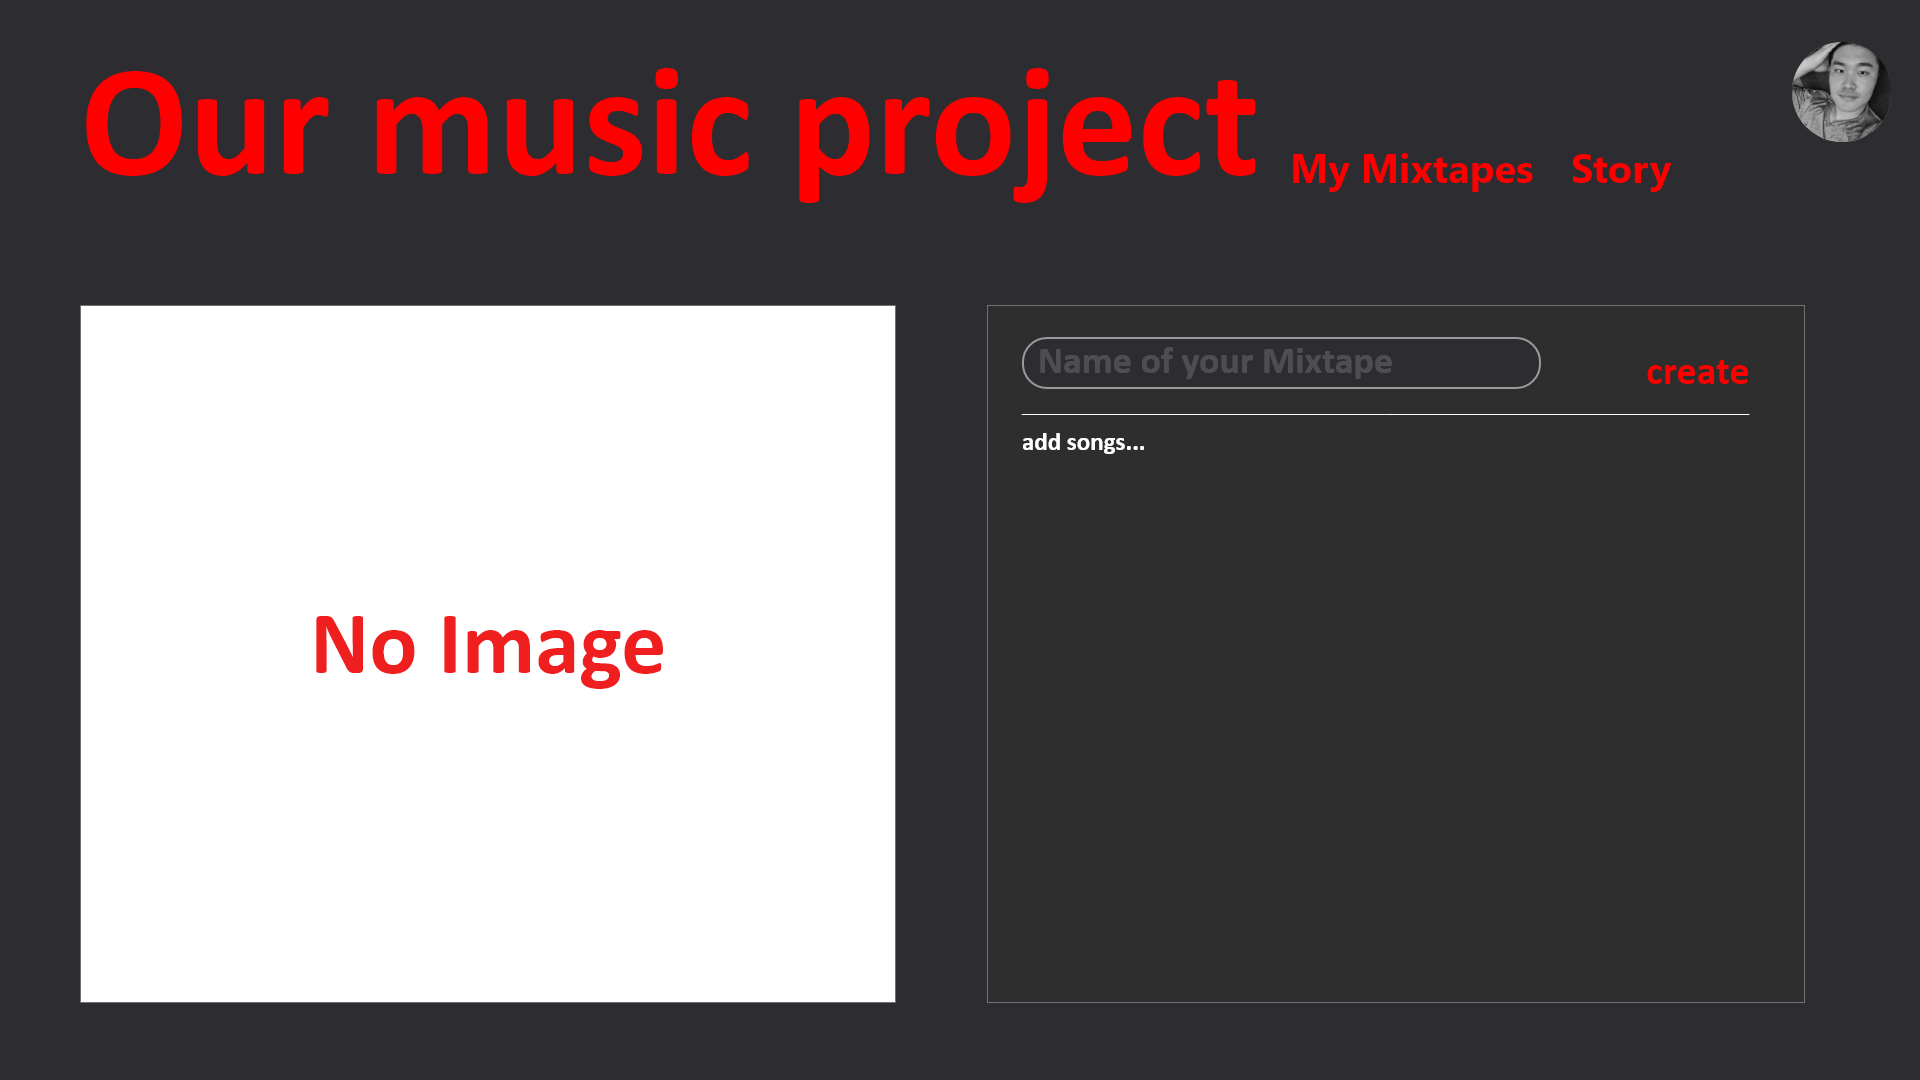 Our music project
My Mixtapes Story
No Image
Name of your Mixtape
create
add songs...